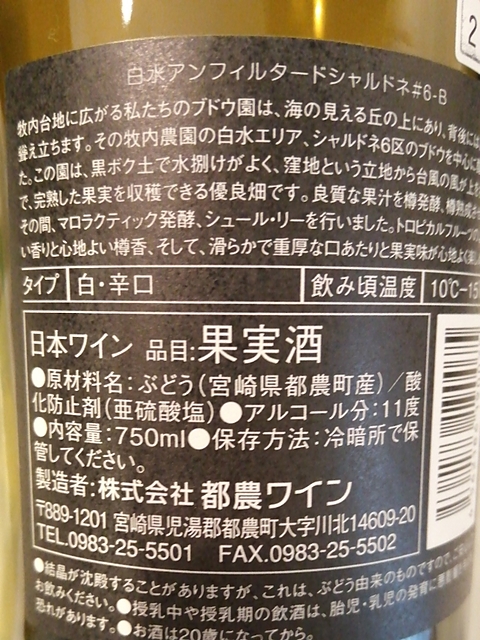 白水アンフィルタードシャルドネ#6-B
牧内台地に広がる私たちのブドウ園は、海の見える丘の上にあり、背後には
聳え立ちます。その牧内農園の白水エリア、シャルドネ6区のブドウを中心に
た。この園は、黒ボク土で水捌けがよく、窪地という立地から台風の風が上を
で、完熟した果実を収穫できる優良畑です。良質な果汁を樽発酵、樽熟成
その間、マロラクティック発酵、シュール・リーを行いました。トロピカルフルーツの
い香りと心地よい樽香、そして、滑らかで重厚な口あたりと果実味が心地よく
タイプ 白・辛口 飲み頃温度 10℃−15
日本ワイン 品目:果実酒
●原材料名:ぶどう(宮崎県都農町産)/酸
化防止剤(亜硫酸塩)●アルコール分:11度
●内容量:750ml●保存方法:冷暗所で保
管してください。
製造者:株式会社 都農ワイン
〒889-1201 宮崎県児湯郡都農町大字川北14609-20
TEL.0983-25-5501 FAX.0983-25-5502
●結晶が沈殿することがありますが、これは、ぶどう由来のものですので、
お飲みください。●授乳中や授乳期の飲酒は、胎児・乳児の発育に
恐れがあります。●お酒は20歳になってから。
2